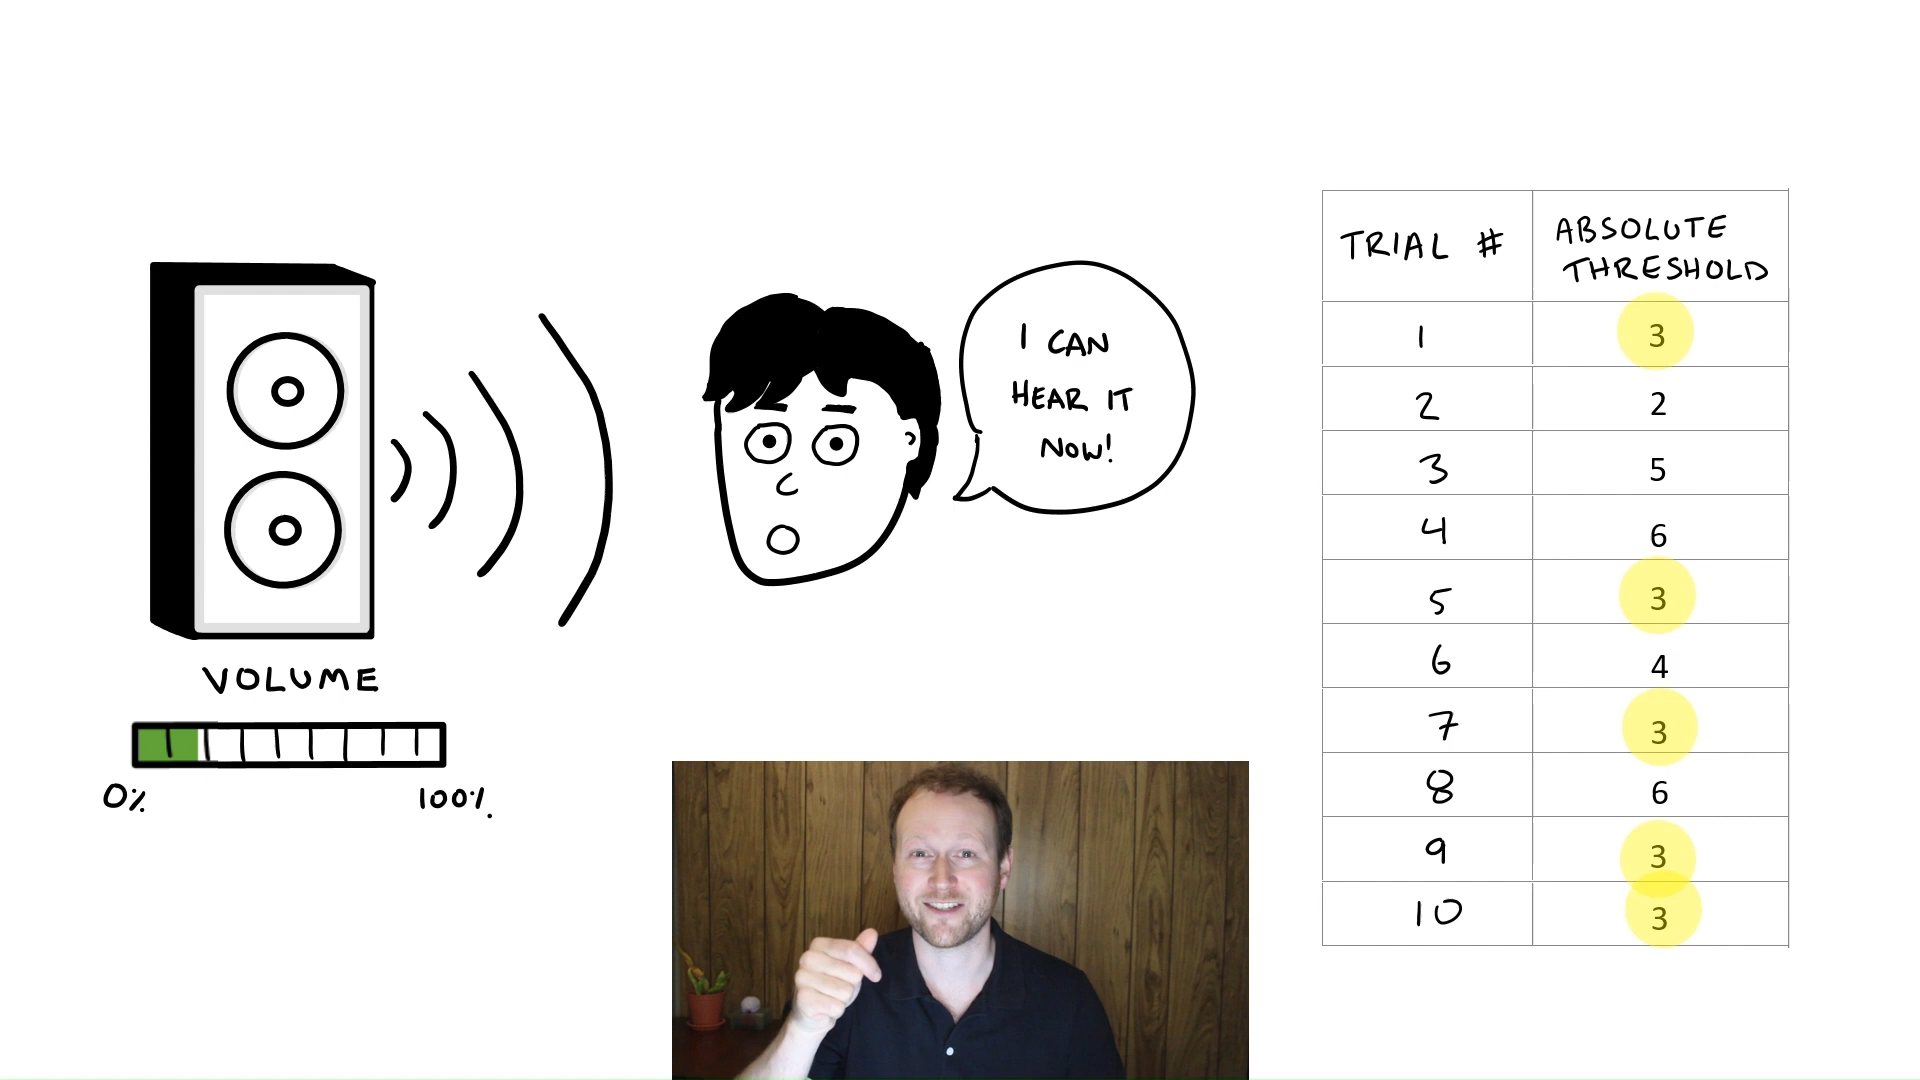 VOLUME
0%
100%.
I CAN
HEAR IT
NOW!
TRIAL # ABSOLUTE THRESHOLD
1 3
2 2
3 5
4 6
5 3
6 4
7 3
8 6
9 3
10 3